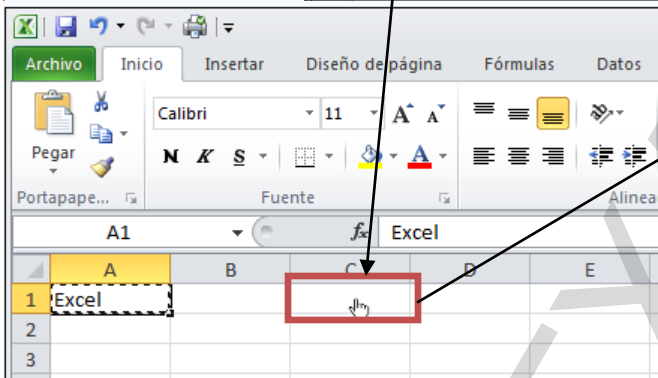 Archivo Inicio Insertar Diseño de página Fórmulas Datos
Calibri 11 A A
Pegar N K S A
Portapape... Fuente Alinea
A1 fx Excel
A B C D E
1 Excel
2
3